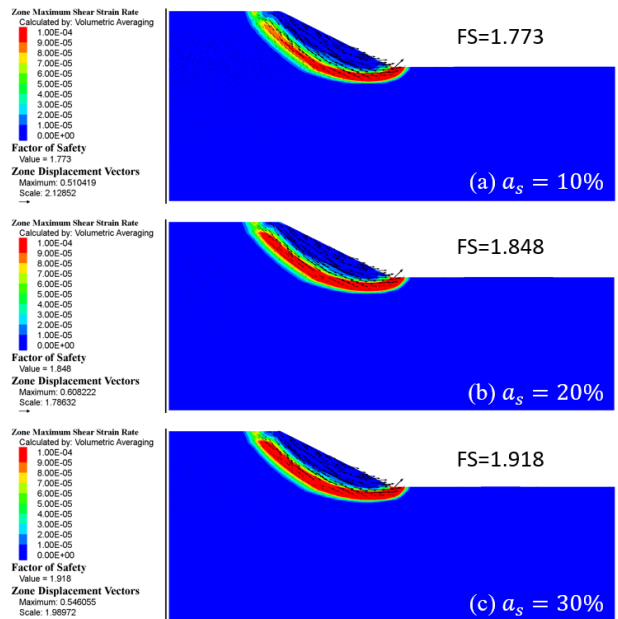 Zone Maximum Shear Strain Rate
Calculated by: Volumetric Averaging
1.00E-04
9.00E-05
8.00E-05
7.00E-05
6.00E-05
5.00E-05
4.00E-05
3.00E-05
2.00E-05
1.00E-05
0.00E+00
Factor of Safety
Value = 1.773
Zone Displacement Vectors
Maximum: 0.510419
Scale: 2.12852
FS=1.773
(a) aₛ = 10%
Zone Maximum Shear Strain Rate
Calculated by: Volumetric Averaging
1.00E-04
9.00E-05
8.00E-05
7.00E-05
6.00E-05
5.00E-05
4.00E-05
3.00E-05
2.00E-05
1.00E-05
0.00E+00
Factor of Safety
Value = 1.848
Zone Displacement Vectors
Maximum: 0.608222
Scale: 1.78632
FS=1.848
(b) aₛ = 20%
Zone Maximum Shear Strain Rate
Calculated by: Volumetric Averaging
1.00E-04
9.00E-05
8.00E-05
7.00E-05
6.00E-05
5.00E-05
4.00E-05
3.00E-05
2.00E-05
1.00E-05
0.00E+00
Factor of Safety
Value = 1.918
Zone Displacement Vectors
Maximum: 0.546055
Scale: 1.98972
FS=1.918
(c) aₛ = 30%